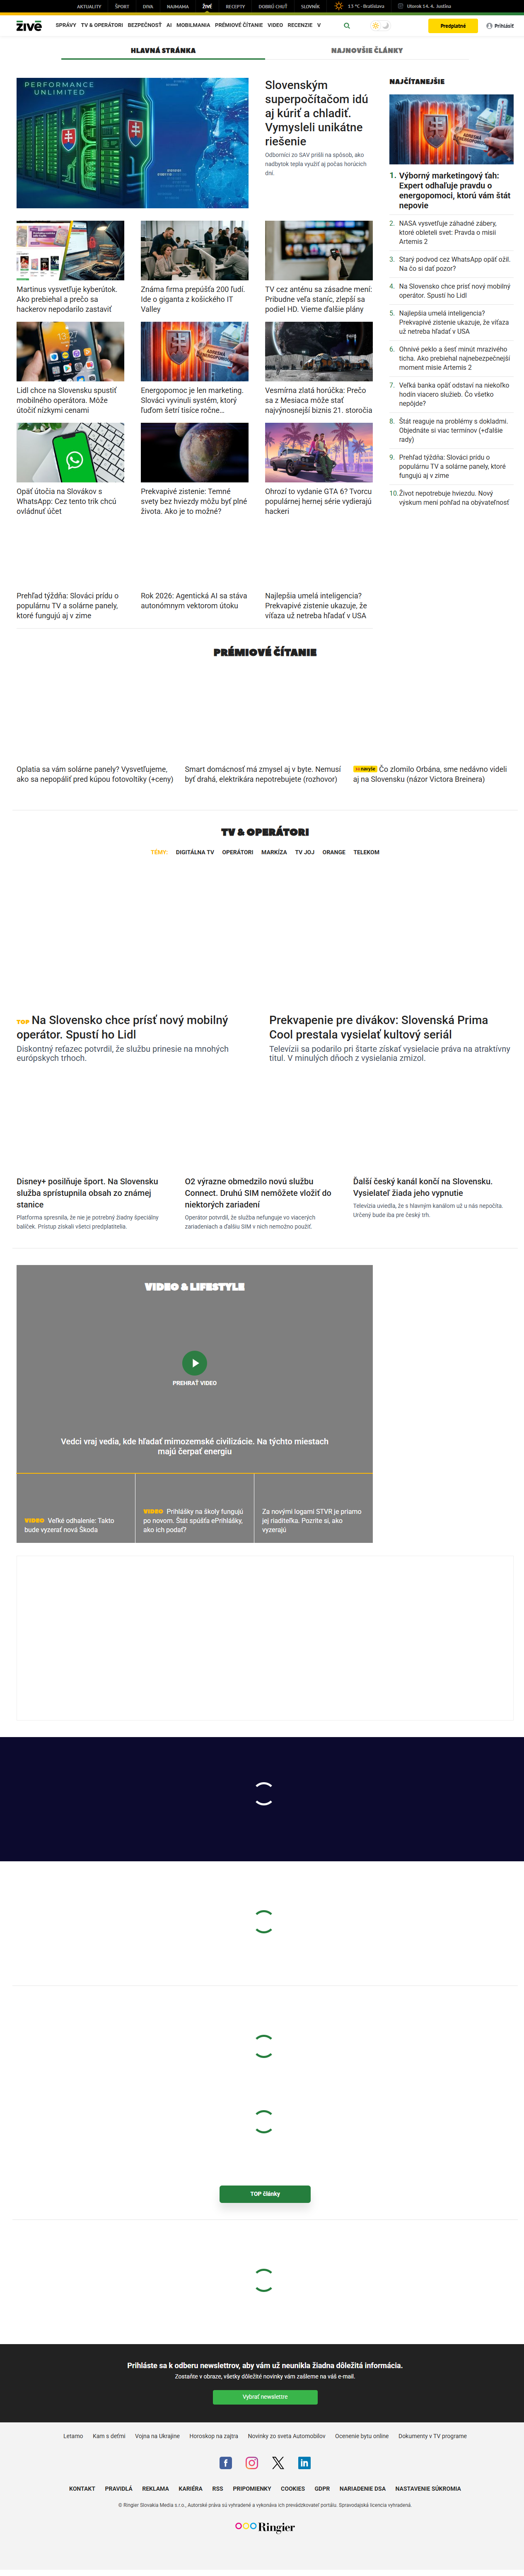 AKTUALITY ŠPORT DIVA NAJMAMA ŽIVÉ RECEPTY DOBRÚ CHUŤ SLOVNÍK 13 °C · Bratislava Utorok 14. 4. Justína
živé SPRÁVY TV & OPERÁTORI BEZPEČNOSŤ AI MOBILMANIA PRÉMIOVÉ ČÍTANIE VIDEO RECENZIE V Predplatné Prihlásiť
HLAVNÁ STRÁNKA NAJNOVŠIE ČLÁNKY
PERFORMANCE
UNLIMITED
Slovenským
superpočítačom idú
aj kúriť a chladiť.
Vymysleli unikátne
riešenie
Odborníci zo SAV prišli na spôsob, ako
nadbytok tepla využiť aj počas horúcich
dní.
Martinus vysvetľuje kyberútok.
Ako prebiehal a prečo sa
hackerov nepodarilo zastaviť
Známa firma prepúšťa 200 ľudí.
Ide o giganta z košického IT
Valley
TV cez anténu sa zásadne mení:
Pribudne veľa staníc, zlepší sa
podiel HD. Vieme ďalšie plány
Lidl chce na Slovensku spustiť
mobilného operátora. Môže
útočiť nízkymi cenami
Energopomoc je len marketing.
Slováci vyvinuli systém, ktorý
ľuďom šetrí tisíce ročne...
Vesmírna zlatá horúčka: Prečo
sa z Mesiaca môže stať
najvýnosnejší biznis 21. storočia
Opäť útočia na Slovákov s
WhatsApp: Cez tento trik chcú
ovládnuť účet
Prekvapivé zistenie: Temné
svety bez hviezdy môžu byť plné
života. Ako je to možné?
Ohrozí to vydanie GTA 6? Tvorcu
populárnej hernej série vydierajú
hackeri
Prehľad týždňa: Slováci prídu o
populárnu TV a solárne panely,
ktoré fungujú aj v zime
Rok 2026: Agentická AI sa stáva
autonómnym vektorom útoku
Najlepšia umelá inteligencia?
Prekvapivé zistenie ukazuje, že
víťaza už netreba hľadať v USA
NAJČÍTANEJŠIE
1. Výborný marketingový ťah:
Expert odhaľuje pravdu o
energopomoci, ktorú vám štát
nepovie
2. NASA vysvetľuje záhadné zábery,
ktoré obleteli svet: Pravda o misii
Artemis 2
3. Starý podvod cez WhatsApp opäť ožil.
Na čo si dať pozor?
4. Na Slovensko chce prísť nový mobilný
operátor. Spustí ho Lidl
5. Najlepšia umelá inteligencia?
Prekvapivé zistenie ukazuje, že víťaza
už netreba hľadať v USA
6. Ohnivé peklo a šesť minút mrazivého
ticha. Ako prebiehal najnebezpečnejší
moment misie Artemis 2
7. Veľká banka opäť odstaví na niekoľko
hodín viacero služieb. Čo všetko
nepôjde?
8. Štát reaguje na problémy s dokladmi.
Objednáte si viac termínov (+ďalšie
rady)
9. Prehľad týždňa: Slováci prídu o
populárnu TV a solárne panely, ktoré
fungujú aj v zime
10. Život nepotrebuje hviezdu. Nový
výskum mení pohľad na obývateľnosť
PRÉMIOVÉ ČÍTANIE
Oplatia sa vám solárne panely? Vysvetľujeme,
ako sa nepopáliť pred kúpou fotovoltiky (+ceny)
Smart domácnosť má zmysel aj v byte. Nemusí
byť drahá, elektrikára nepotrebujete (rozhovor)
navyše Čo zlomilo Orbána, sme nedávno videli
aj na Slovensku (názor Victora Breinera)
TV & OPERÁTORI
TÉMY: DIGITÁLNA TV OPERÁTORI MARKÍZA TV JOJ ORANGE TELEKOM
TOP Na Slovensko chce prísť nový mobilný
operátor. Spustí ho Lidl
Diskontný reťazec potvrdil, že službu prinesie na mnohých
európskych trhoch.
Prekvapenie pre divákov: Slovenská Prima
Cool prestala vysielať kultový seriál
Televízii sa podarilo pri štarte získať vysielacie práva na atraktívny
titul. V minulých dňoch z vysielania zmizol.
Disney+ posilňuje šport. Na Slovensku
služba sprístupnila obsah zo známej
stanice
Platforma spresnila, že nie je potrebný žiadny špeciálny
balíček. Prístup získali všetci predplatitelia.
O2 výrazne obmedzilo novú službu
Connect. Druhú SIM nemôžete vložiť do
niektorých zariadení
Operátor potvrdil, že služba nefunguje vo viacerých
zariadeniach a ďalšiu SIM v nich nemožno použiť.
Ďalší český kanál končí na Slovensku.
Vysielateľ žiada jeho vypnutie
Televízia uviedla, že s hlavným kanálom už u nás nepočíta.
Určený bude iba pre český trh.
VIDEO & LIFESTYLE
PREHRAŤ VIDEO
Vedci vraj vedia, kde hľadať mimozemské civilizácie. Na týchto miestach
majú čerpať energiu
VIDEO Veľké odhalenie: Takto
bude vyzerať nová Škoda
VIDEO Prihlášky na školy fungujú
po novom. Štát spúšťa ePrihlášky,
ako ich podať?
Za novými logami STVR je priamo
jej riaditeľka. Pozrite si, ako
vyzerajú
TOP články
Prihláste sa k odberu newslettrov, aby vám už neunikla žiadna dôležitá informácia.
Zostaňte v obraze, všetky dôležité novinky vám zašleme na váš e-mail.
Vybrať newslettre
Letamo Kam s deťmi Vojna na Ukrajine Horoskop na zajtra Novinky zo sveta Automobilov Ocenenie bytu online Dokumenty v TV programe
KONTAKT PRAVIDLÁ REKLAMA KARIÉRA RSS PRIPOMIENKY COOKIES GDPR NARIADENIE DSA NASTAVENIE SÚKROMIA
© Ringier Slovakia Media s.r.o., Autorské práva sú vyhradené a vykonáva ich prevádzkovateľ portálu. Spravodajská licencia vyhradená.
Ringier